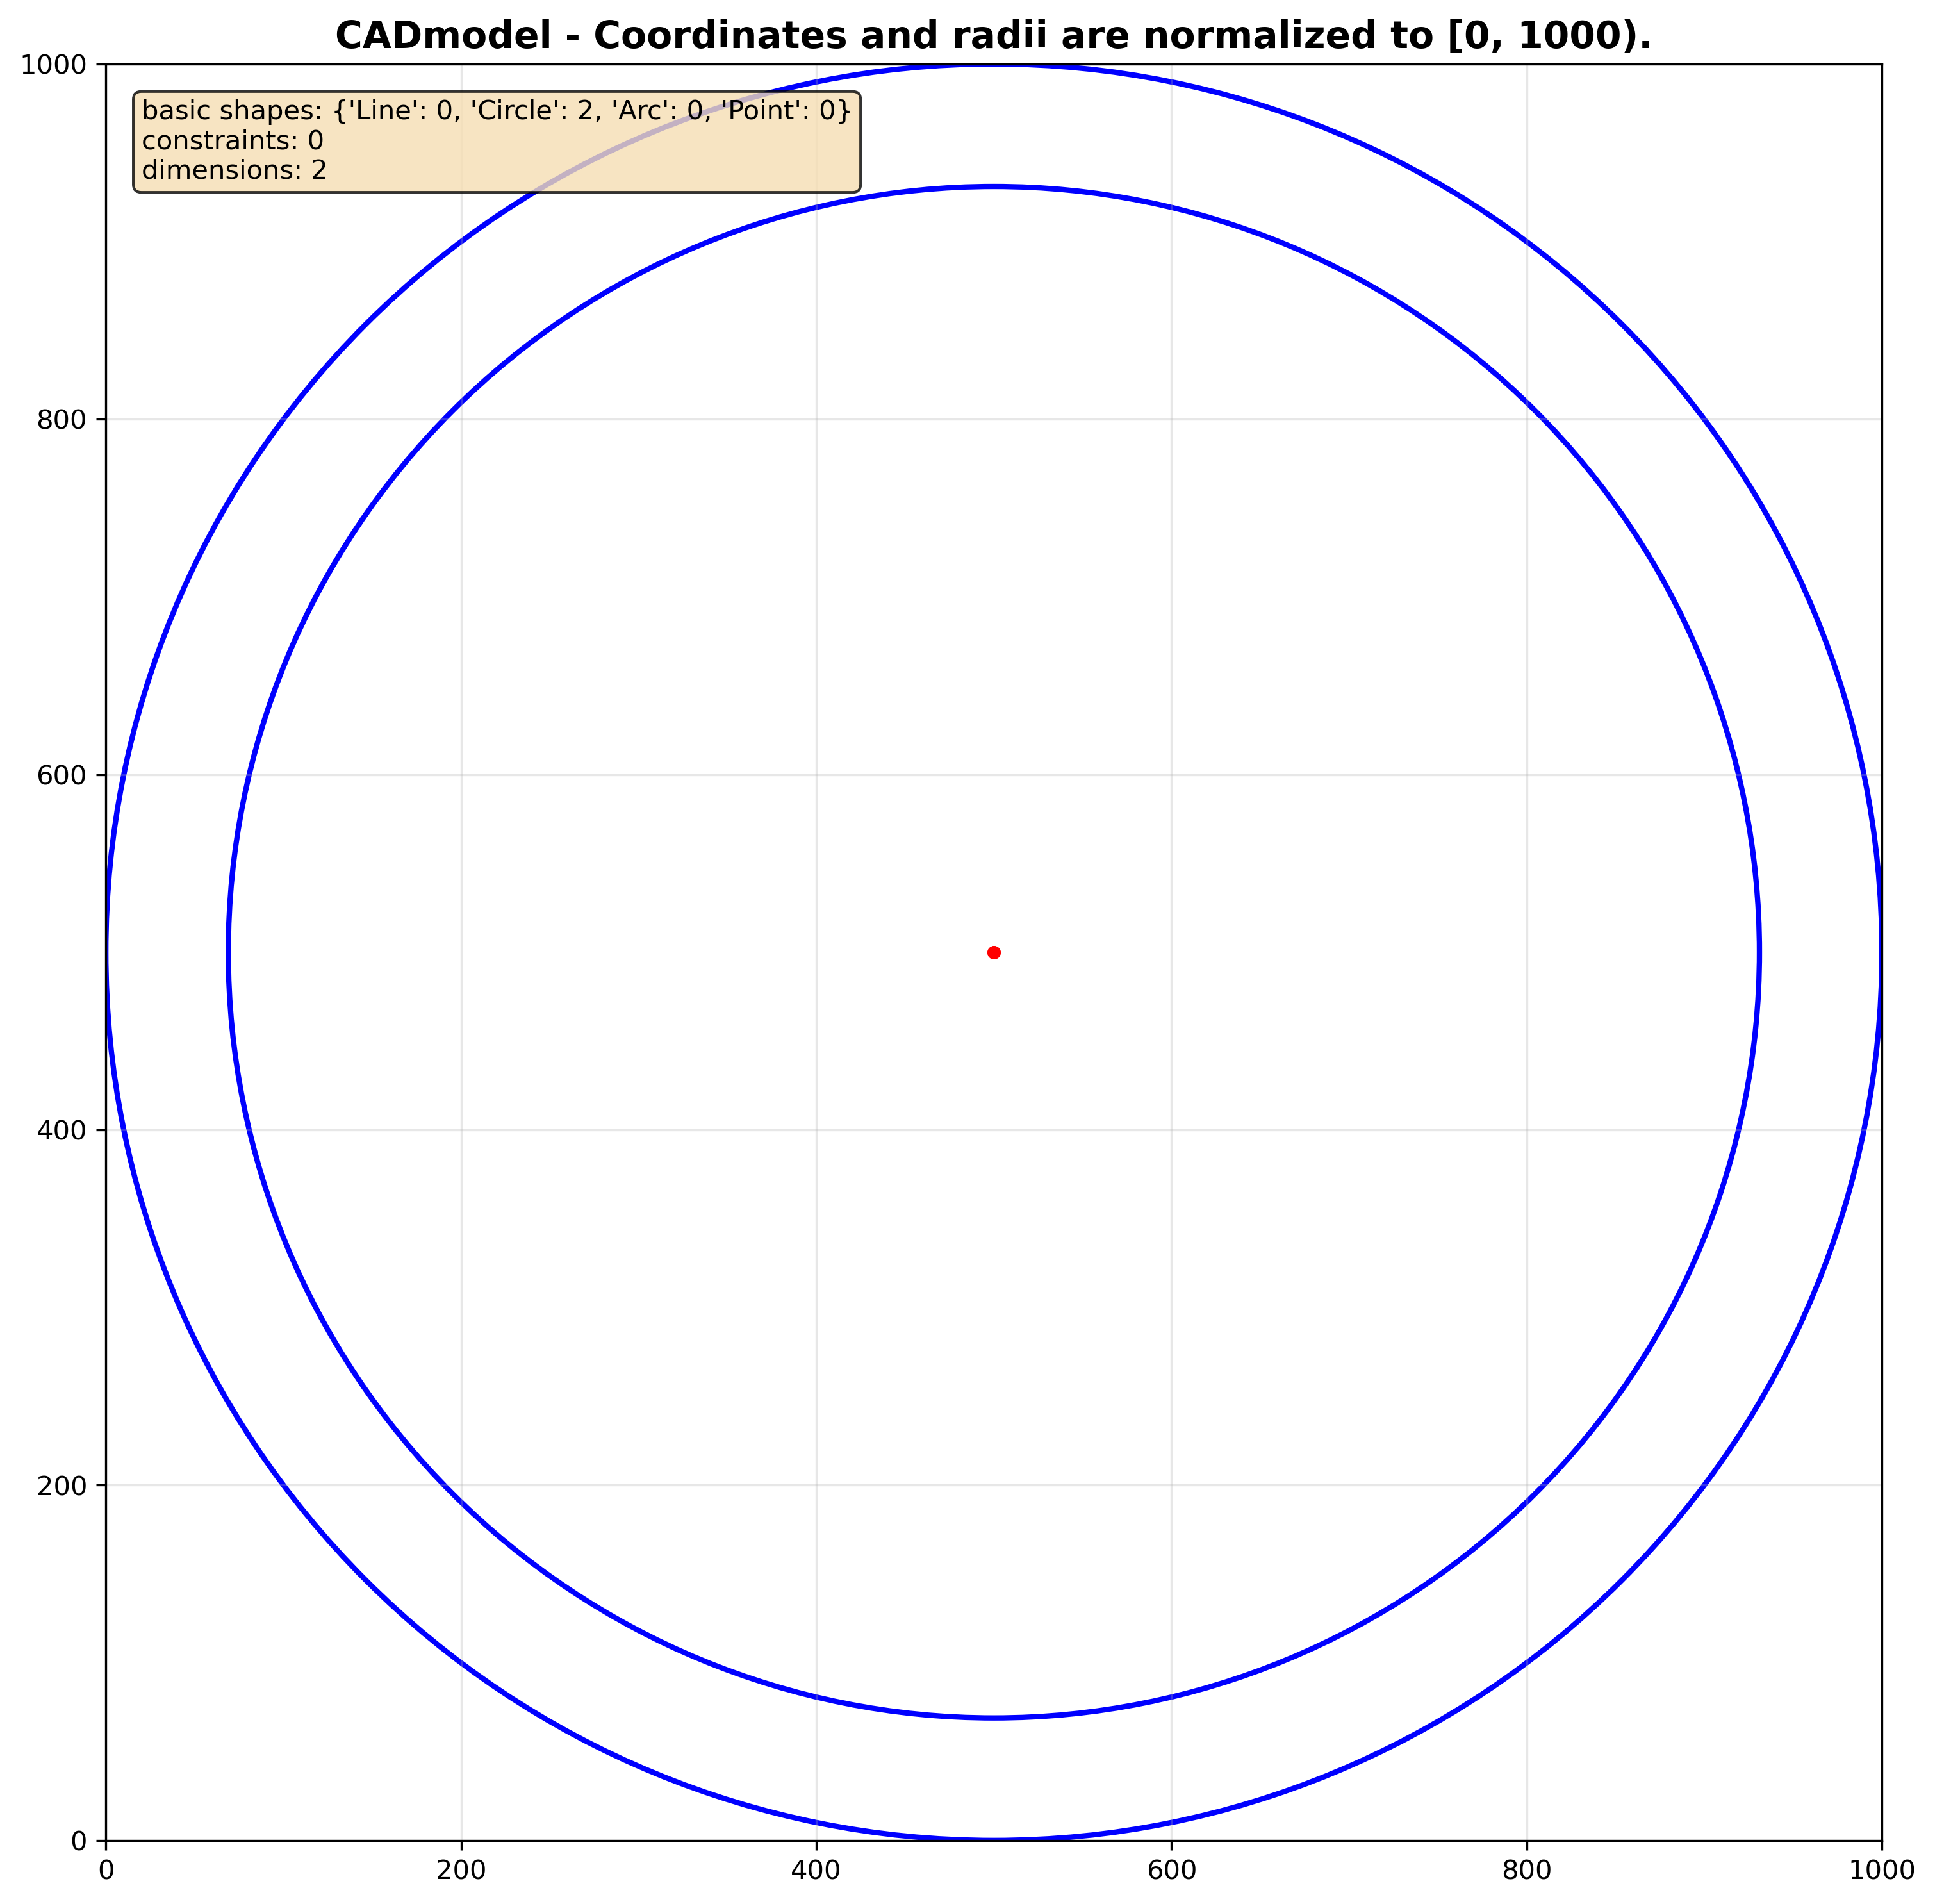 CADmodel - Coordinates and radii are normalized to [0, 1000).
basic shapes: {'Line': 0, 'Circle': 2, 'Arc': 0, 'Point': 0}
constraints: 0
dimensions: 2
1000
800
600
400
200
0
0 200 400 600 800 1000